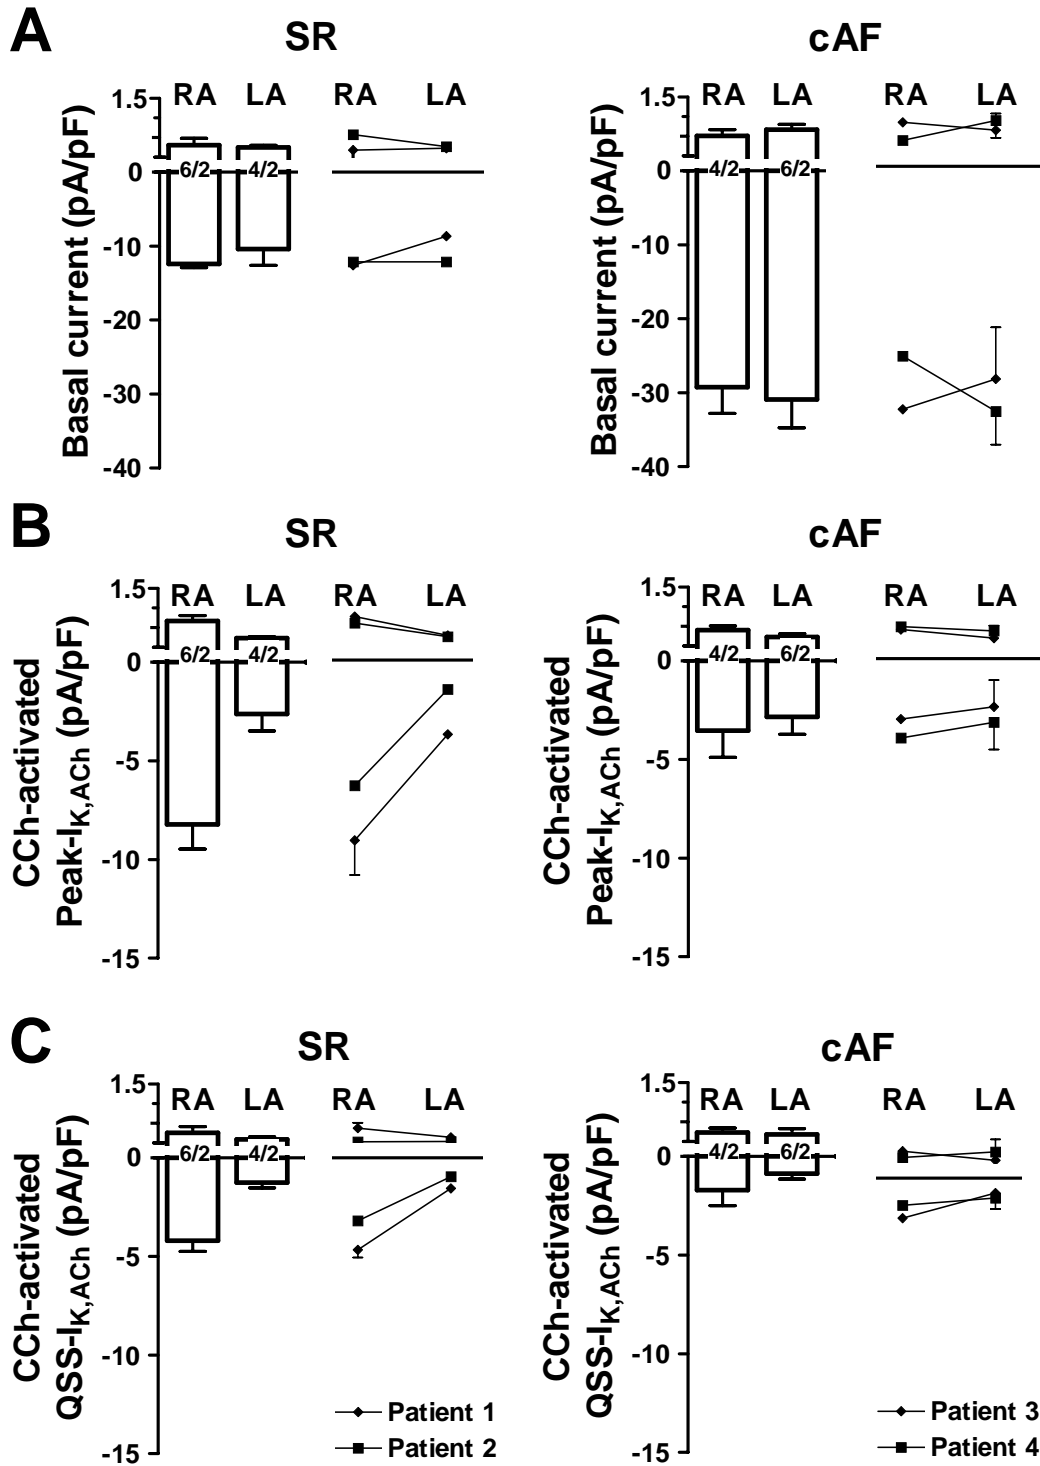 A
SR
cAF
RA LA RA LA
RA LA RA LA
Basal current (pA/pF)
1.5
0
-10
-20
-30
-40
6/2 4/2
Basal current (pA/pF)
1.5
0
-10
-20
-30
-40
4/2 6/2
B
SR
cAF
RA LA RA LA
RA LA RA LA
CCh-activated
Peak-IK,ACh (pA/pF)
1.5
0
-5
-10
-15
6/2 4/2
CCh-activated
Peak-IK,ACh (pA/pF)
1.5
0
-5
-10
-15
4/2 6/2
C
SR
cAF
RA LA RA LA
RA LA RA LA
CCh-activated
QSS-IK,ACh (pA/pF)
1.5
0
-5
-10
-15
6/2 4/2
Patient 1
Patient 2
CCh-activated
QSS-IK,ACh (pA/pF)
1.5
0
-5
-10
-15
4/2 6/2
Patient 3
Patient 4